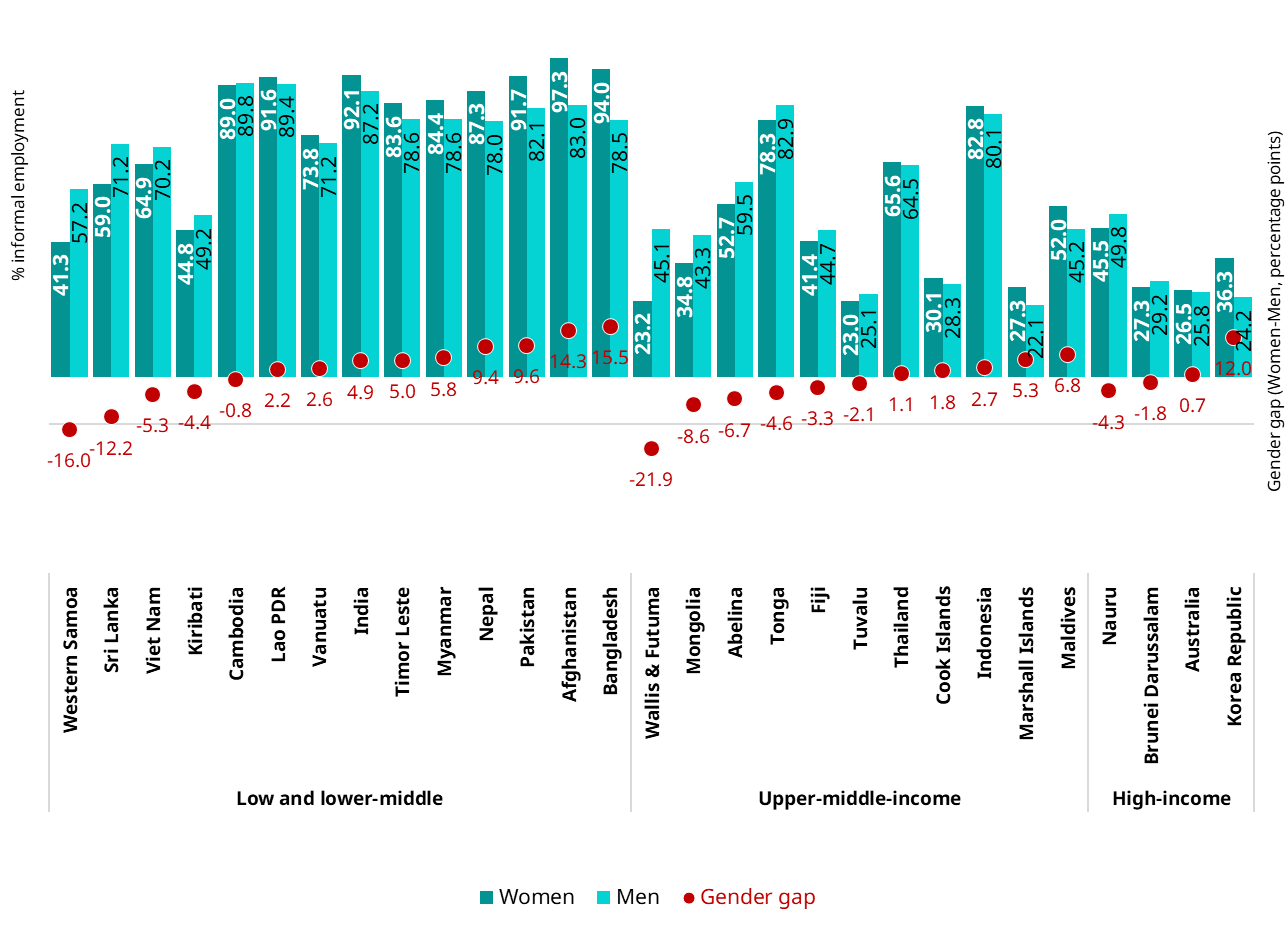 % informal employment
41.3
57.2
59.0
71.2
64.9
70.2
44.8
49.2
89.0
89.8
91.6
89.4
73.8
71.2
92.1
87.2
83.6
78.6
84.4
78.6
87.3
78.0
91.7
82.1
97.3
83.0
94.0
78.5
23.2
45.1
34.8
43.3
52.7
59.5
78.3
82.9
41.4
44.7
23.0
25.1
65.6
64.5
30.1
28.3
82.8
80.1
27.3
22.1
52.0
45.2
45.5
49.8
27.3
29.2
26.5
25.8
36.3
24.2
-16.0
-12.2
-5.3
-4.4
-0.8
2.2
2.6
4.9
5.0
5.8
9.4
9.6
14.3
15.5
-21.9
-8.6
-6.7
-4.6
-3.3
-2.1
1.1
1.8
2.7
5.3
6.8
-4.3
-1.8
0.7
12.0
Gender gap (Women-Men, percentage points)
Western Samoa
Sri Lanka
Viet Nam
Kiribati
Cambodia
Lao PDR
Vanuatu
India
Timor Leste
Myanmar
Nepal
Pakistan
Afghanistan
Bangladesh
Wallis & Futuma
Mongolia
Abelina
Tonga
Fiji
Tuvalu
Thailand
Cook Islands
Indonesia
Marshall Islands
Maldives
Nauru
Brunei Darussalam
Australia
Korea Republic
Low and lower-middle
Upper-middle-income
High-income
Women
Men
Gender gap